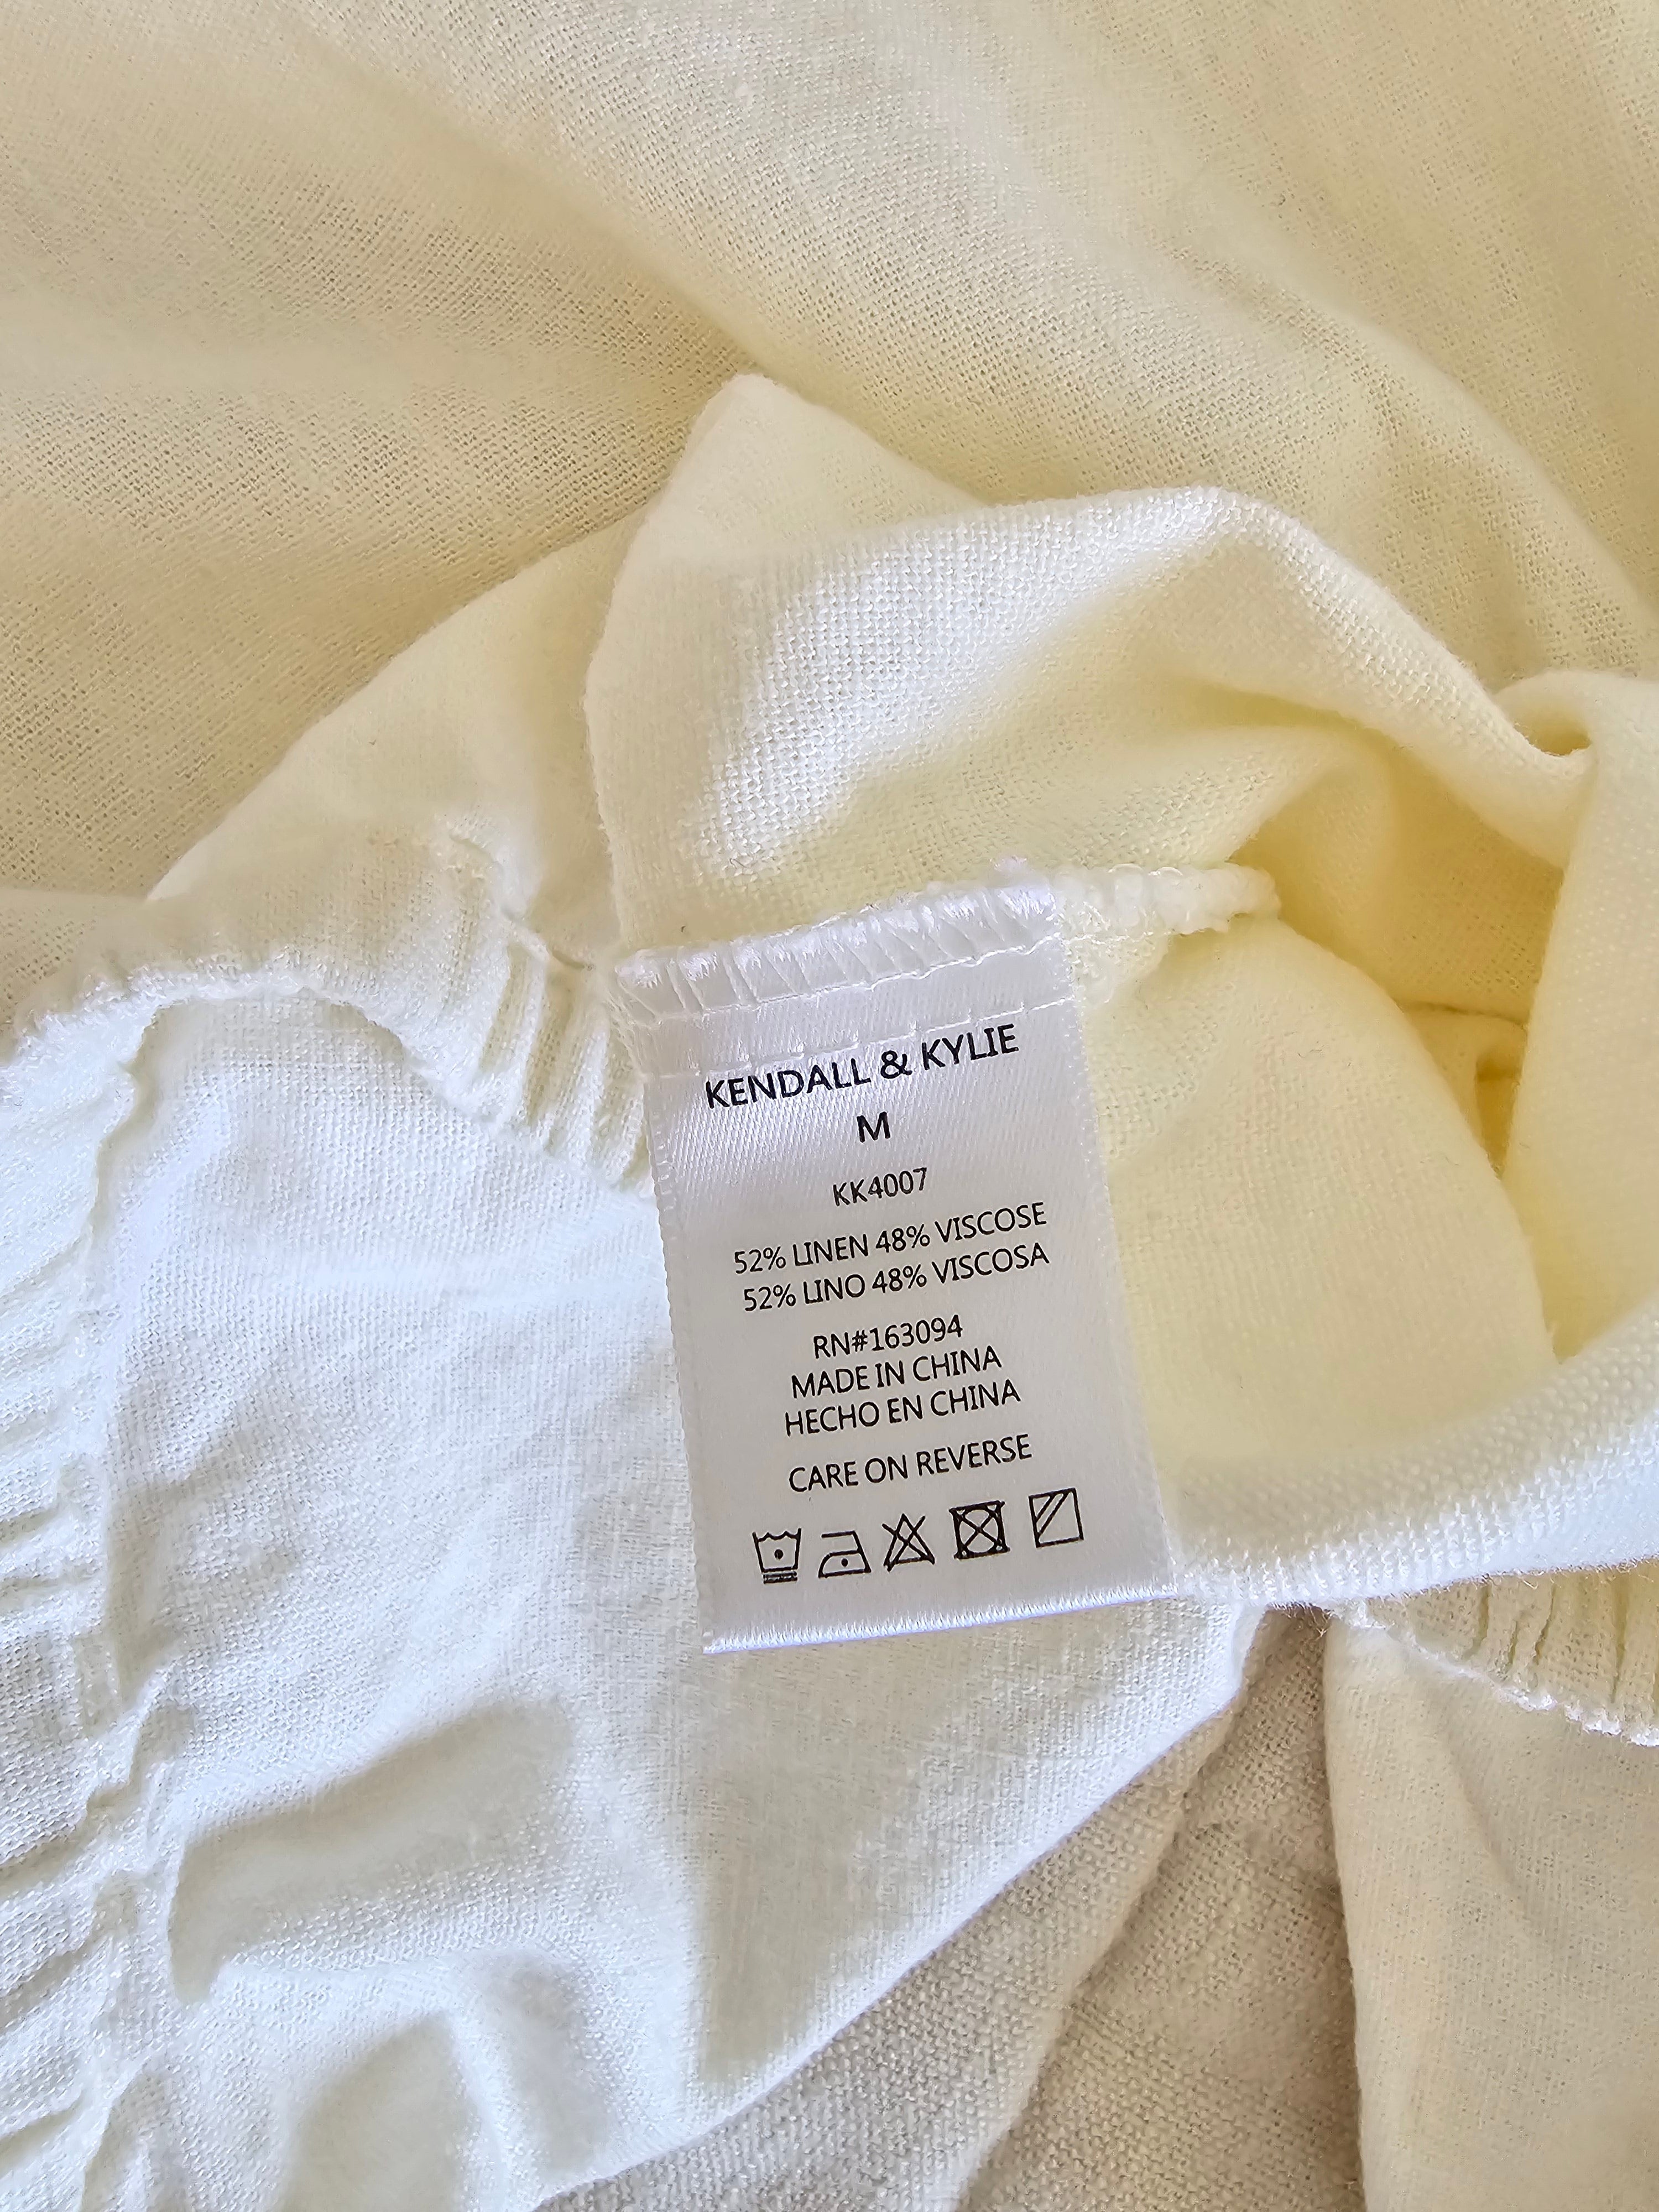 KENDALL & KYLIE
M
KK4007
52% LINEN 48% VISCOSE
52% LINO 48% VISCOSA
RN#163094
MADE IN CHINA
HECHO EN CHINA
CARE ON REVERSE